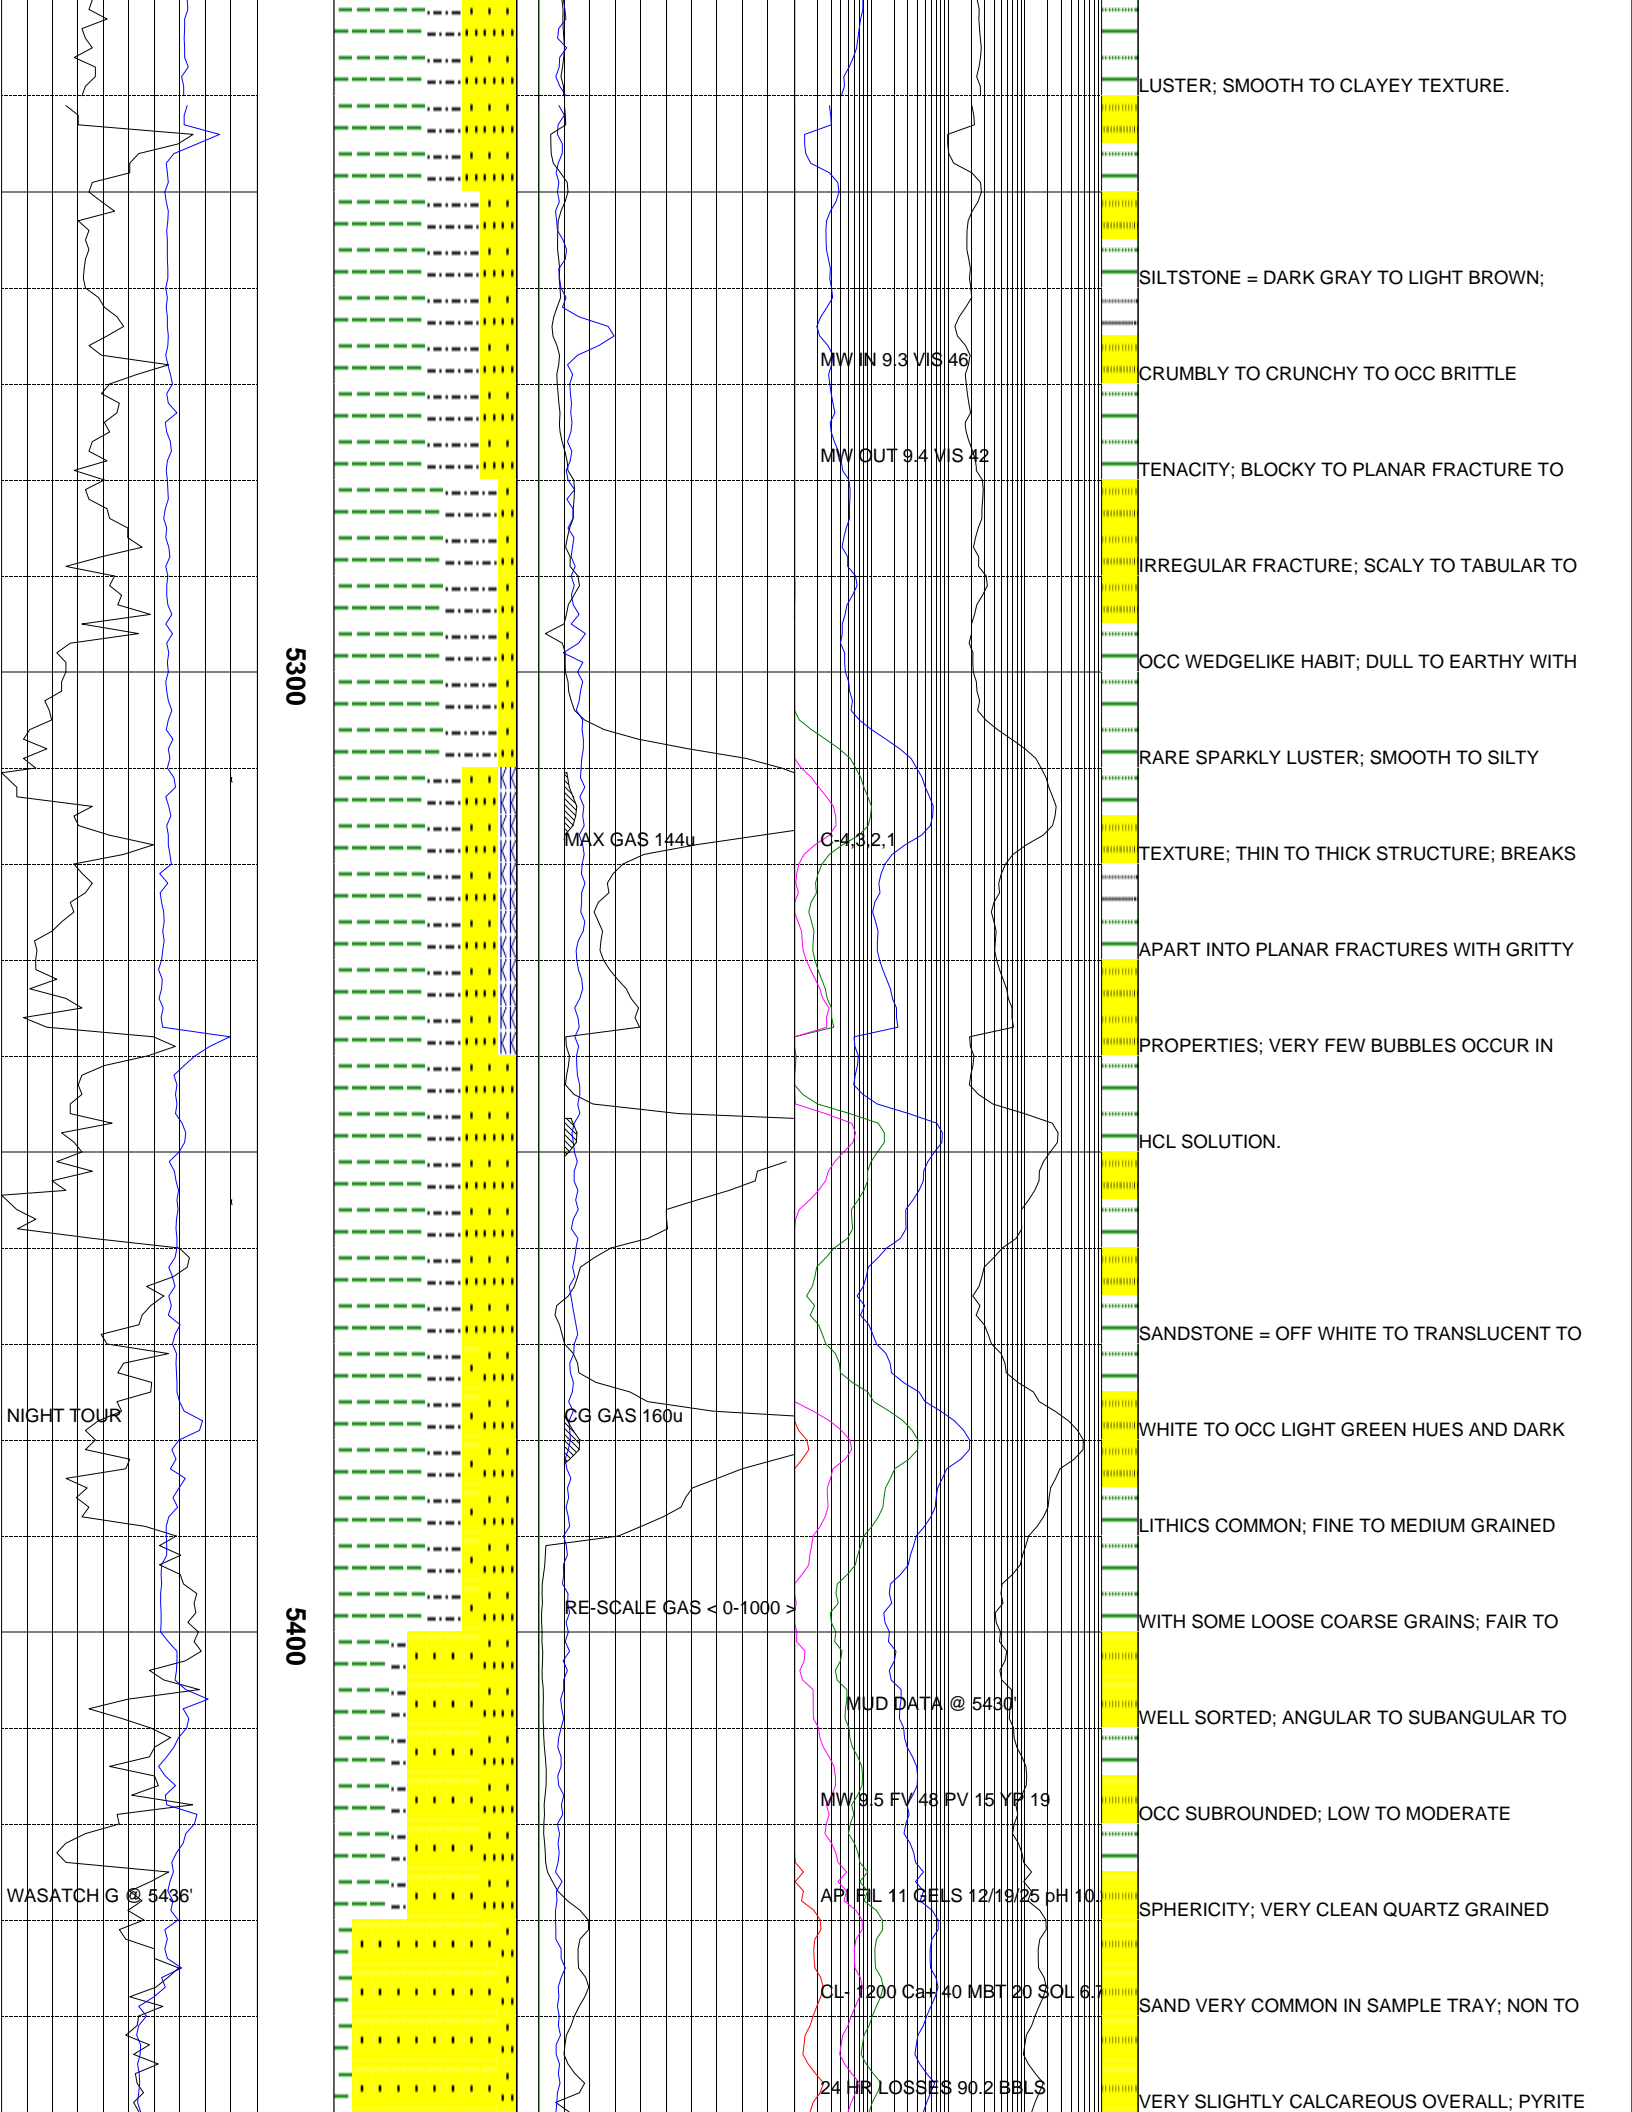 LUSTER; SMOOTH TO CLAYEY TEXTURE.
SILTSTONE = DARK GRAY TO LIGHT BROWN;
MW IN 9.3 VIS 46
CRUMBLY TO CRUNCHY TO OCC BRITTLE
MW OUT 9.4 VIS 42
TENACITY; BLOCKY TO PLANAR FRACTURE TO
IRREGULAR FRACTURE; SCALY TO TABULAR TO
5300
OCC WEDGELIKE HABIT; DULL TO EARTHY WITH
RARE SPARKLY LUSTER; SMOOTH TO SILTY
MAX GAS 144u
C-4,3,2,1
TEXTURE; THIN TO THICK STRUCTURE; BREAKS
APART INTO PLANAR FRACTURES WITH GRITTY
PROPERTIES; VERY FEW BUBBLES OCCUR IN
HCL SOLUTION.
SANDSTONE = OFF WHITE TO TRANSLUCENT TO
NIGHT TOUR
CG GAS 160u
WHITE TO OCC LIGHT GREEN HUES AND DARK
LITHICS COMMON; FINE TO MEDIUM GRAINED
5400
RE-SCALE GAS < 0-1000 >
WITH SOME LOOSE COARSE GRAINS; FAIR TO
MUD DATA @ 5430'
WELL SORTED; ANGULAR TO SUBANGULAR TO
MW 9.5 FV 48 PV 15 YP 19
OCC SUBROUNDED; LOW TO MODERATE
WASATCH G @ 5436'
API FIL 11 GELS 12/19/25 pH 10.
SPHERICITY; VERY CLEAN QUARTZ GRAINED
CL- 1200 Ca+ 40 MBT 20 SOL 6.7
SAND VERY COMMON IN SAMPLE TRAY; NON TO
24 HR LOSSES 90.2 BBLS
VERY SLIGHTLY CALCAREOUS OVERALL; PYRITE